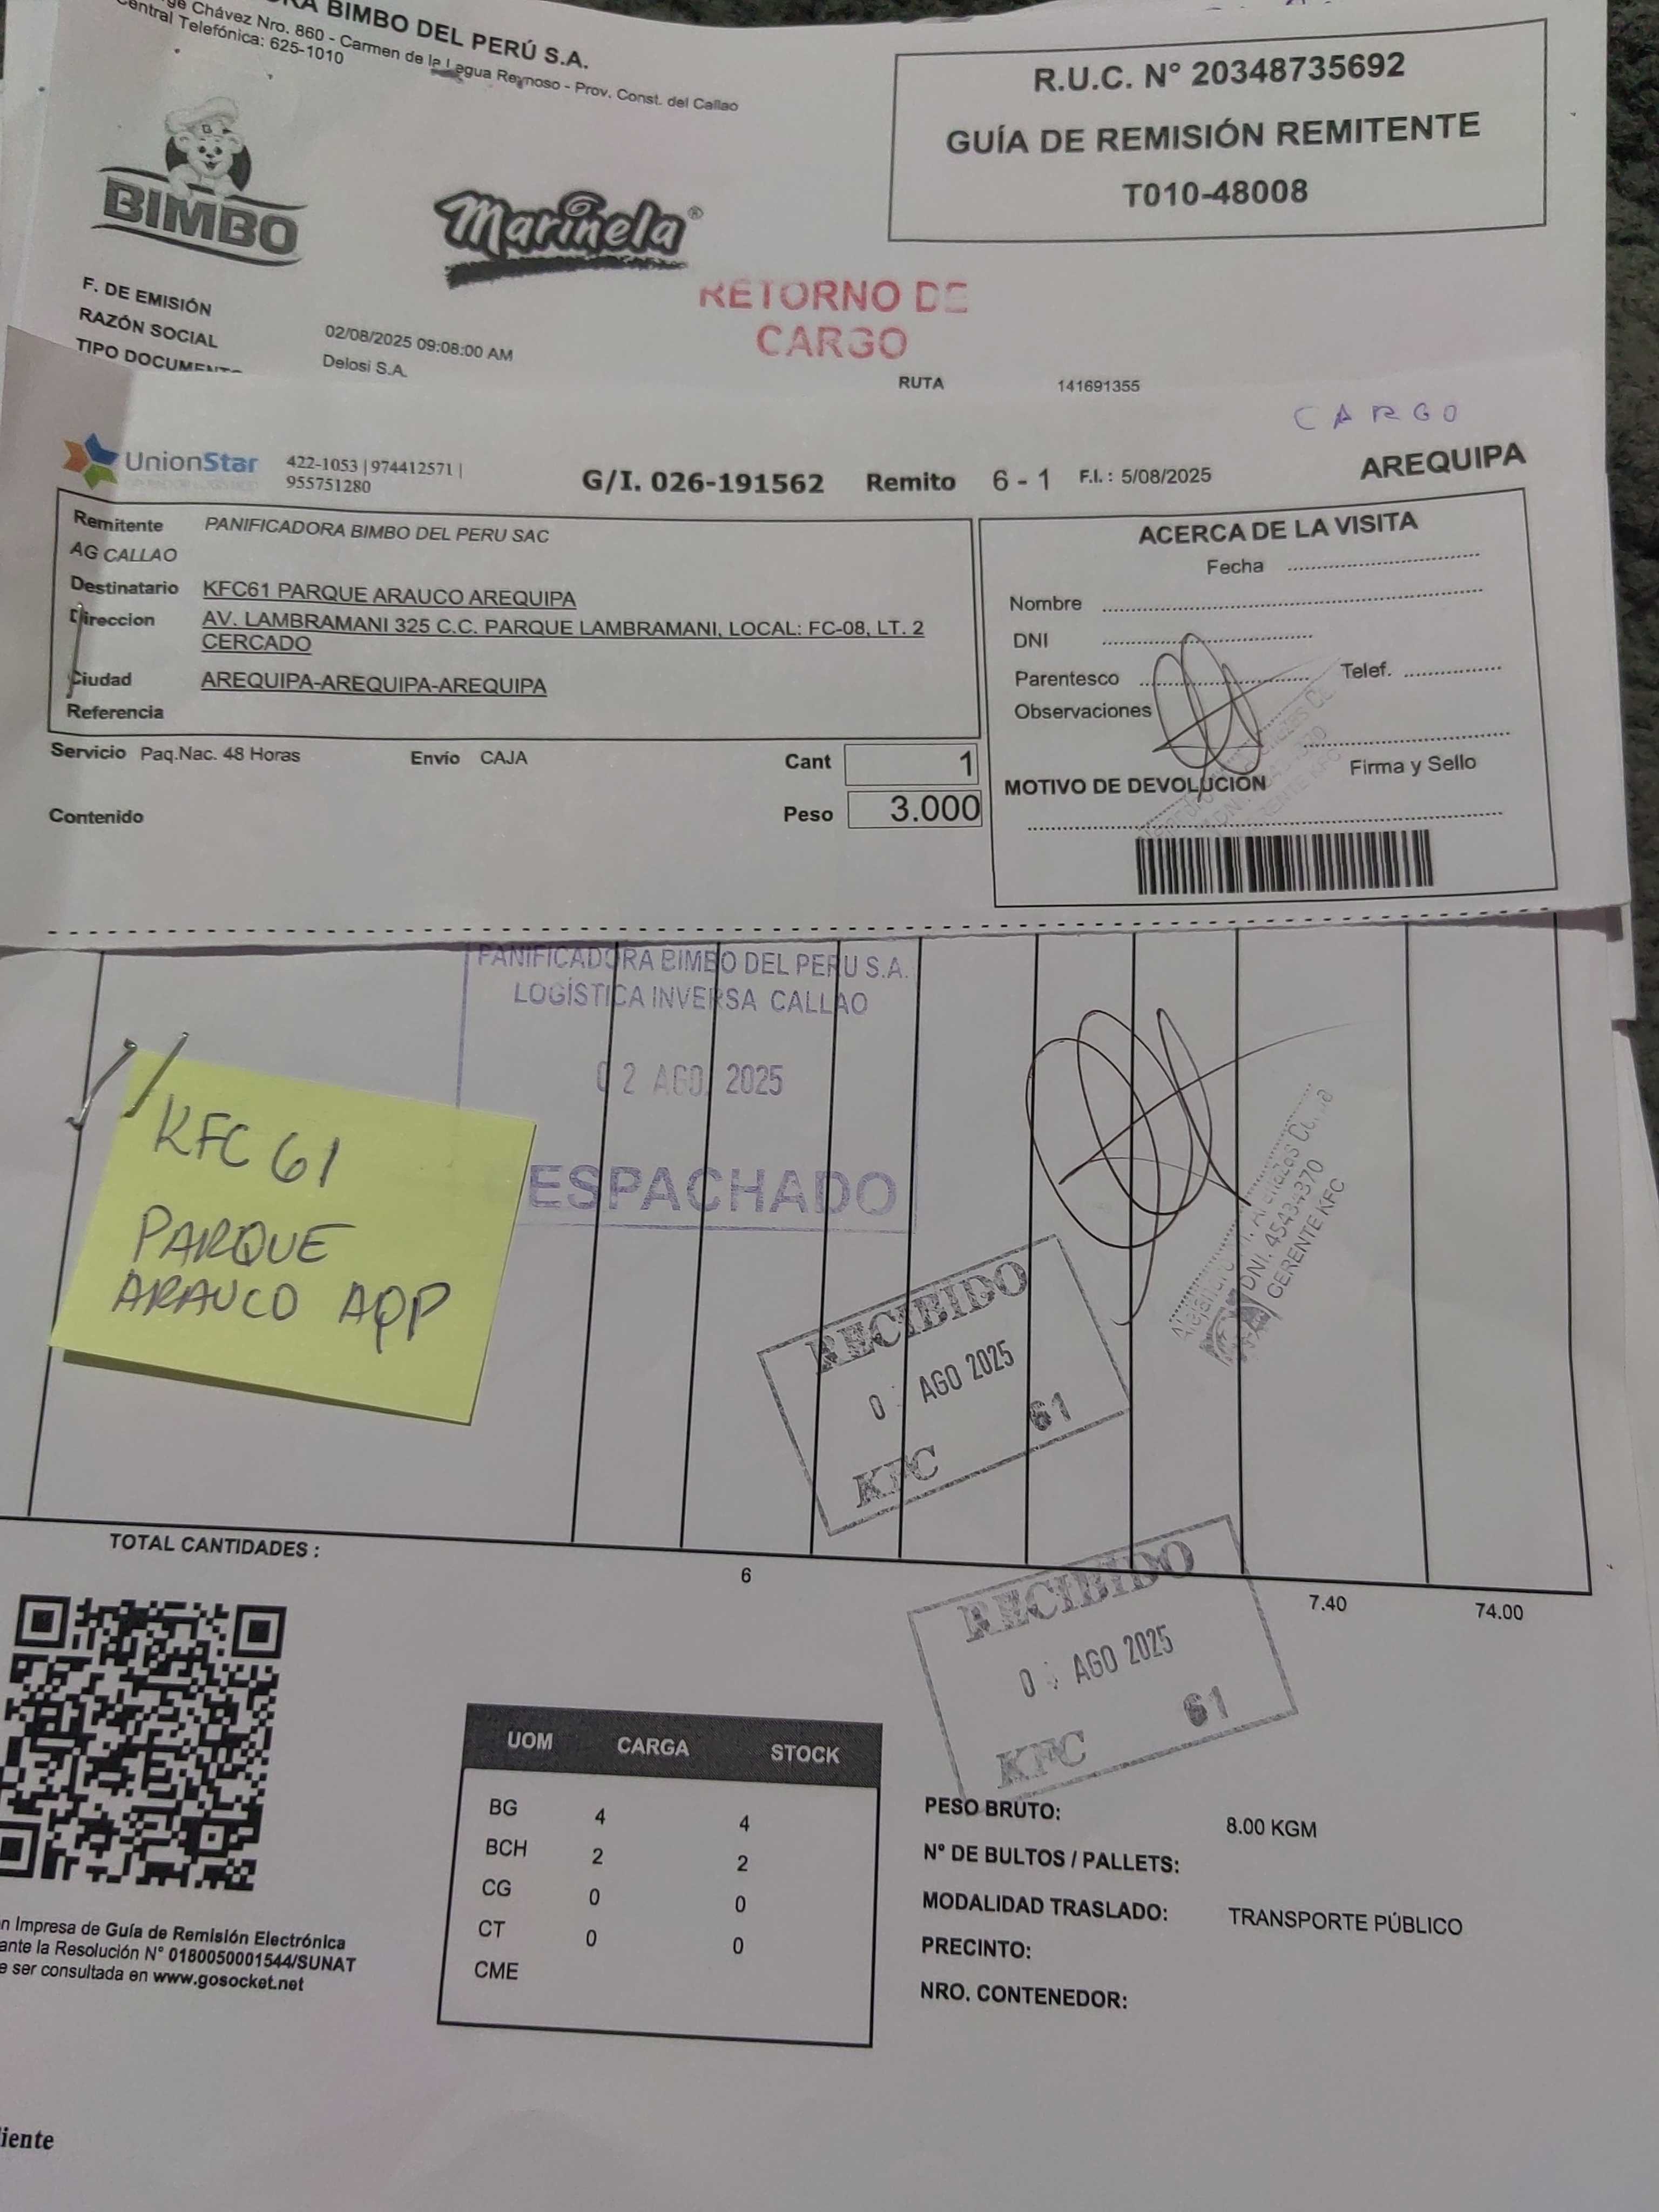 BIMBO DEL PERÚ S.A.
Chávez Nro. 860 - Carmen de la Legua Reynoso - Prov. Const. del Callao
Central Telefónica: 625-1010
R.U.C. N° 20348735692
GUÍA DE REMISIÓN REMITENTE
T010-48008
BIMBO
Marinela®
RETORNO DE
CARGO
F. DE EMISIÓN 02/08/2025 09:08:00 AM
RAZÓN SOCIAL Delosi S.A.
TIPO DOCUMENTO
RUTA 141691355
CARGO
UnionStar 422-1053 | 974412571 |
955751280
G/I. 026-191562 Remito 6 - 1 F.I.: 5/08/2025 AREQUIPA
Remitente PANIFICADORA BIMBO DEL PERU SAC
AG CALLAO
Destinatario KFC61 PARQUE ARAUCO AREQUIPA
Direccion AV. LAMBRAMANI 325 C.C. PARQUE LAMBRAMANI, LOCAL: FC-08, LT. 2
CERCADO
Ciudad AREQUIPA-AREQUIPA-AREQUIPA
Referencia
Servicio Paq.Nac. 48 Horas Envío CAJA Cant 1
Contenido Peso 3.000
ACERCA DE LA VISITA
Fecha
Nombre
DNI
Parentesco Telef.
Observaciones
Firma y Sello
MOTIVO DE DEVOLUCIÓN
GERENTE KFC
PANIFICADORA BIMBO DEL PERU S.A.
LOGÍSTICA INVERSA CALLAO
02 AGO 2025
ESPACHADO
KFC 61
PARQUE
ARAUCO AQP
DNI. 45434370
GERENTE KFC
RECIBIDO
AGO 2025
KFC 61
RECIBIDO
AGO 2025
KFC 61
TOTAL CANTIDADES : 6 7.40 74.00
UOM CARGA STOCK
BG 4 4
BCH 2 2
CG 0 0
CT 0 0
CME
PESO BRUTO: 8.00 KGM
N° DE BULTOS / PALLETS:
MODALIDAD TRASLADO: TRANSPORTE PÚBLICO
PRECINTO:
NRO. CONTENEDOR:
n Impresa de Guía de Remisión Electrónica
ante la Resolución N° 0180050001544/SUNAT
e ser consultada en www.gosocket.net
iente